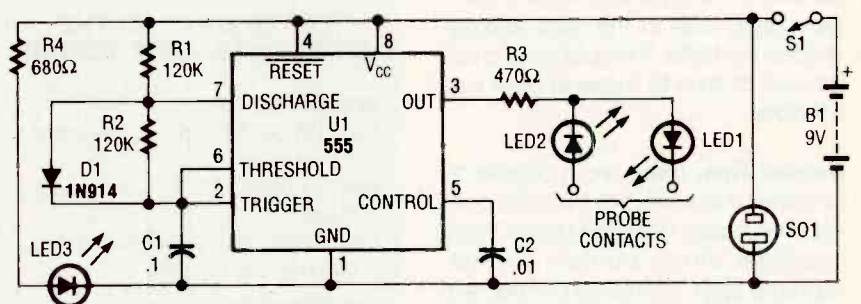 R4
680Ω
R1
120K
R2
120K
D1
1N914
LED3
C1
.1
4
8
RESET
VCC
7
DISCHARGE
U1
555
6
THRESHOLD
2
TRIGGER
GND
1
OUT
3
CONTROL
5
C2
.01
R3
470Ω
LED2
LED1
PROBE
CONTACTS
S1
+
B1
9V
SO1